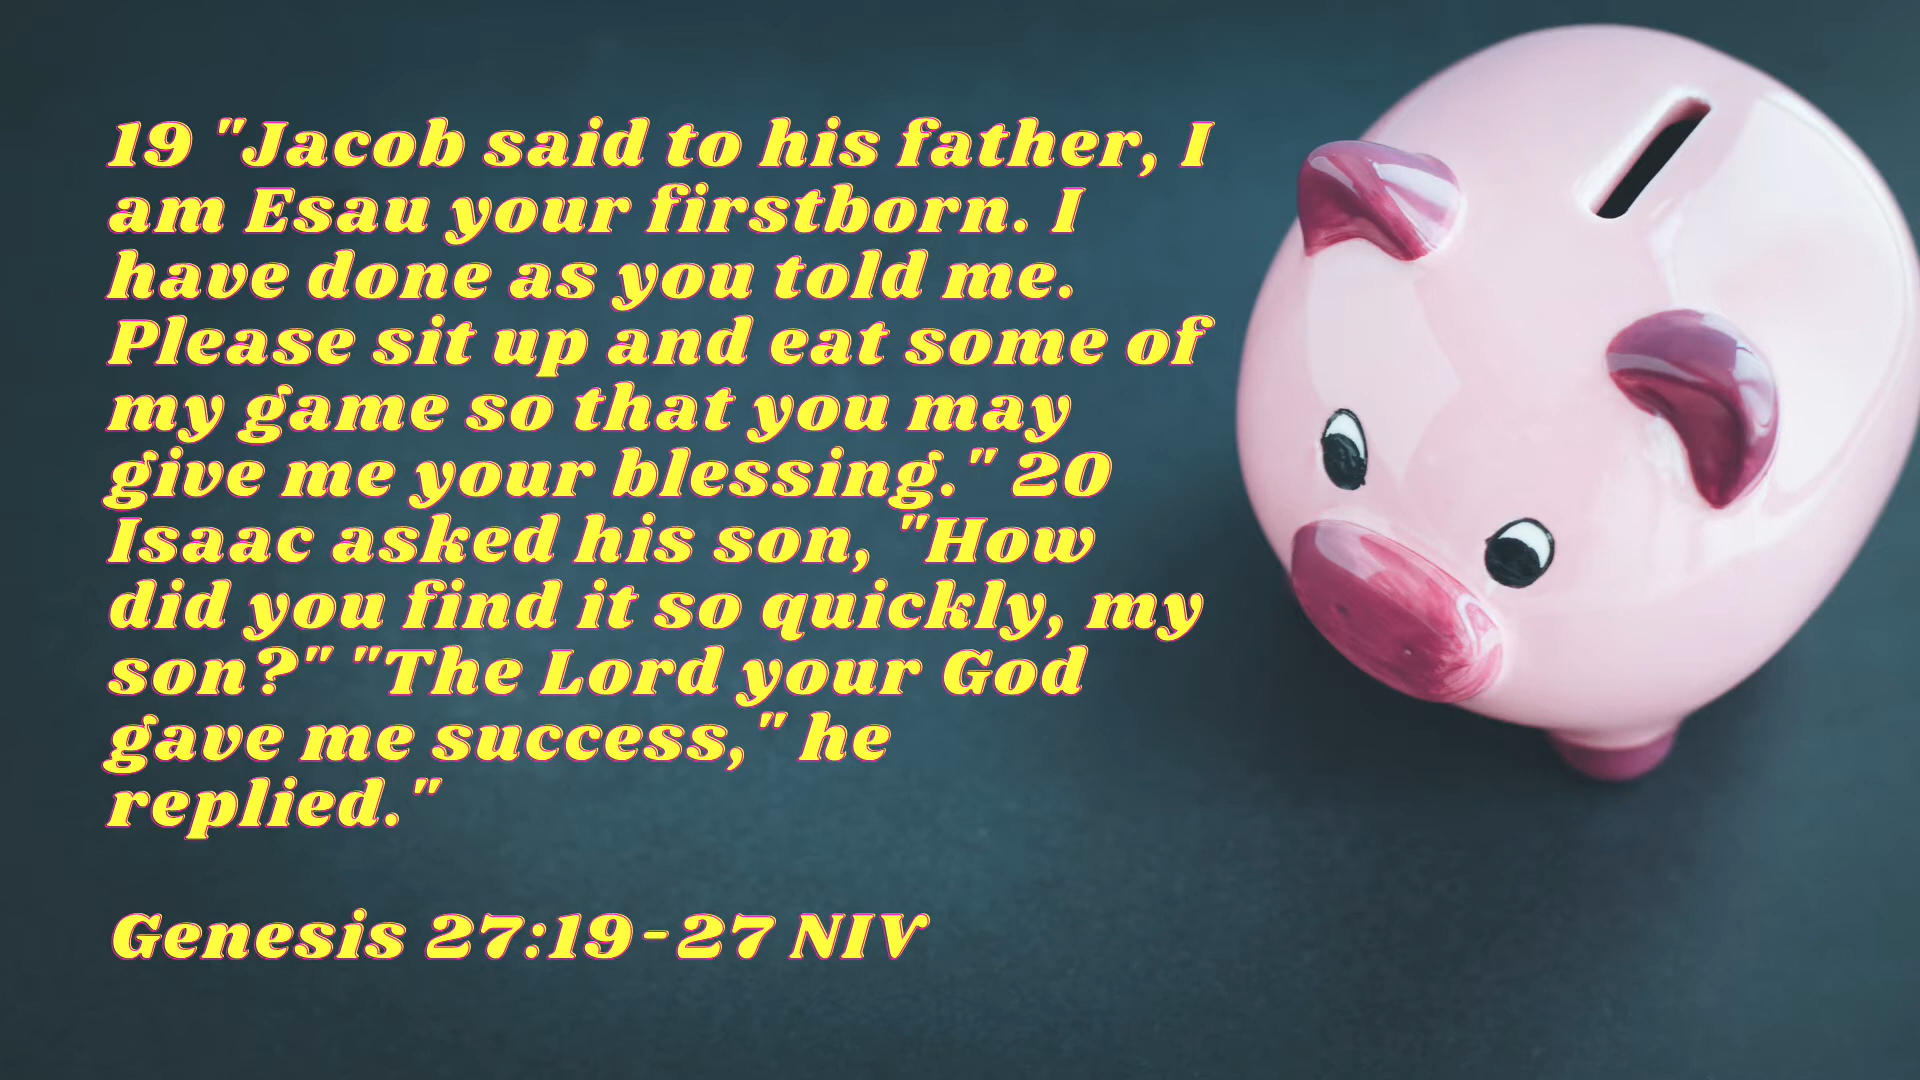 19 "Jacob said to his father, I
am Esau your firstborn. I
have done as you told me.
Please sit up and eat some of
my game so that you may
give me your blessing." 20
Isaac asked his son, "How
did you find it so quickly, my
son?" "The Lord your God
gave me success," he
replied."
Genesis 27:19-27 NIV